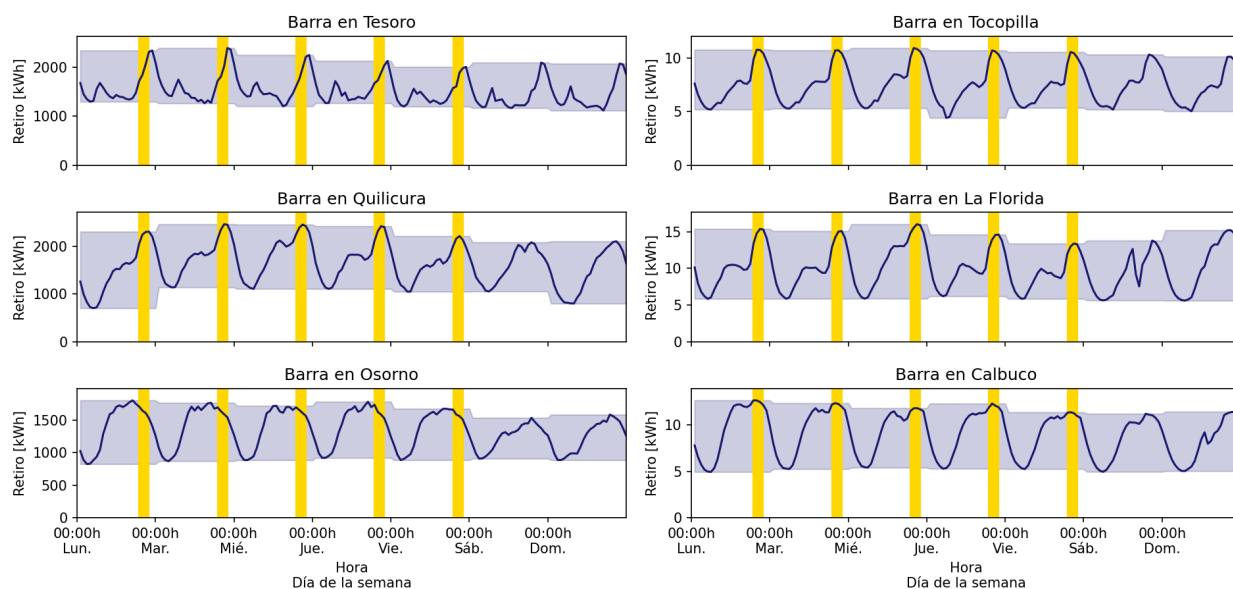 Barra en Tesoro
Retiro [kWh]
2000
1000
0
Barra en Tocopilla
Retiro [kWh]
10
5
0
Barra en Quilicura
Retiro [kWh]
2000
1000
0
Barra en La Florida
Retiro [kWh]
15
10
5
0
Barra en Osorno
Retiro [kWh]
1500
1000
500
0
00:00h 00:00h 00:00h 00:00h 00:00h 00:00h 00:00h
Lun. Mar. Mié. Jue. Vie. Sáb. Dom.
Hora
Día de la semana
Barra en Calbuco
Retiro [kWh]
10
5
0
00:00h 00:00h 00:00h 00:00h 00:00h 00:00h 00:00h
Lun. Mar. Mié. Jue. Vie. Sáb. Dom.
Hora
Día de la semana